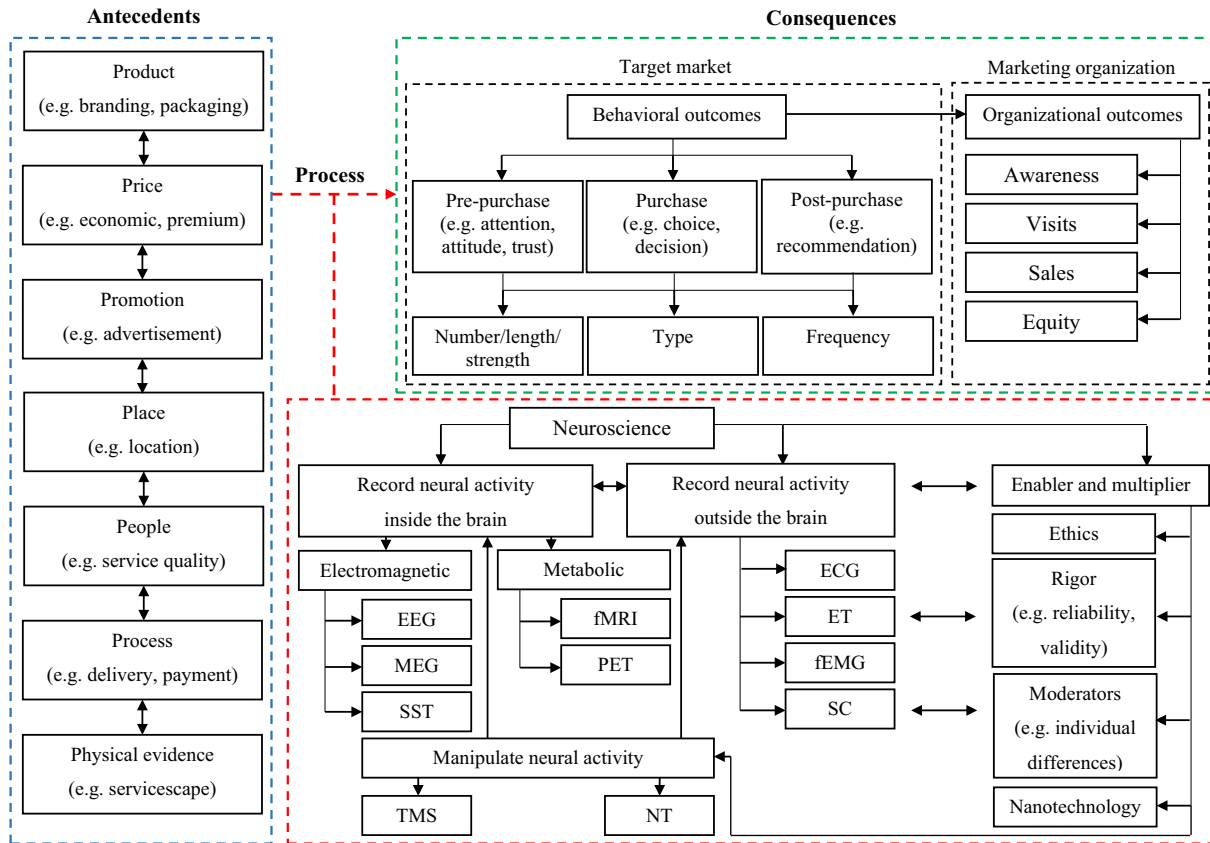 Antecedents
Product
(e.g. branding, packaging)
Price
(e.g. economic, premium)
Promotion
(e.g. advertisement)
Place
(e.g. location)
People
(e.g. service quality)
Process
(e.g. delivery, payment)
Physical evidence
(e.g. servicescape)
Process
Consequences
Target market
Behavioral outcomes
Pre-purchase
(e.g. attention,
attitude, trust)
Purchase
(e.g. choice,
decision)
Post-purchase
(e.g.
recommendation)
Number/length/
strength
Type
Frequency
Marketing organization
Organizational outcomes
Awareness
Visits
Sales
Equity
Neuroscience
Record neural activity
inside the brain
Electromagnetic
EEG
MEG
SST
Metabolic
fMRI
PET
Record neural activity
outside the brain
ECG
ET
fEMG
SC
Manipulate neural activity
TMS
NT
Enabler and multiplier
Ethics
Rigor
(e.g. reliability,
validity)
Moderators
(e.g. individual
differences)
Nanotechnology